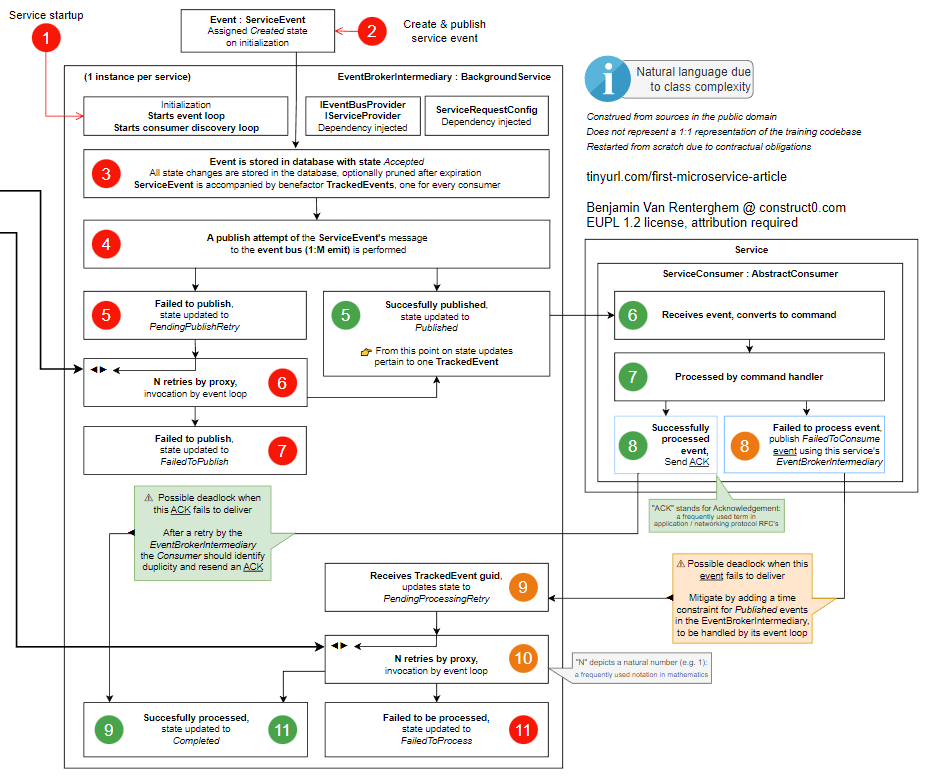 Service startup
1
Event : ServiceEvent
Assigned Created state
on initialization
2
Create & publish
service event
(1 instance per service)
EventBrokerIntermediary : BackgroundService
Initialization
Starts event loop
Starts consumer discovery loop
IEventBusProvider
IServiceProvider
Dependency injected
ServiceRequestConfig
Dependency injected
3
Event is stored in database with state Accepted
All state changes are stored in the database, optionally pruned after expiration
ServiceEvent is accompanied by benefactor TrackedEvents, one for every consumer
4
A publish attempt of the ServiceEvent's message
to the event bus (1:M emit) is performed
5
Failed to publish,
state updated to
PendingPublishRetry
5
Succesfully published,
state updated to
Published
👉 From this point on state updates
pertain to one TrackedEvent
N retries by proxy,
invocation by event loop
6
Failed to publish,
state updated to
FailedToPublish
7
i
Natural language due
to class complexity
Construed from sources in the public domain
Does not represent a 1:1 representation of the training codebase
Restarted from scratch due to contractual obligations
tinyurl.com/first-microservice-article
Benjamin Van Renterghem @ construct0.com
EUPL 1.2 license, attribution required
Service
ServiceConsumer : AbstractConsumer
6
Receives event, converts to command
7
Processed by command handler
8
Successfully
processed
event,
Send ACK
8
Failed to process event,
publish FailedToConsume
event using this service's
EventBrokerIntermediary
"ACK" stands for Acknowledgement:
a frequently used term in
application / networking protocol RFC's
⚠ Possible deadlock when
this ACK fails to deliver
After a retry by the
EventBrokerIntermediary
the Consumer should identify
duplicity and resend an ACK
⚠ Possible deadlock when this
event fails to deliver
Mitigate by adding a time
constraint for Published events
in the EventBrokerIntermediary,
to be handled by its event loop
Receives TrackedEvent guid,
updates state to
PendingProcessingRetry
9
N retries by proxy,
invocation by event loop
10
"N" depicts a natural number (e.g. 1):
a frequently used notation in mathematics
9
Succesfully processed,
state updated to
Completed
11
Failed to be processed,
state updated to
FailedToProcess
11